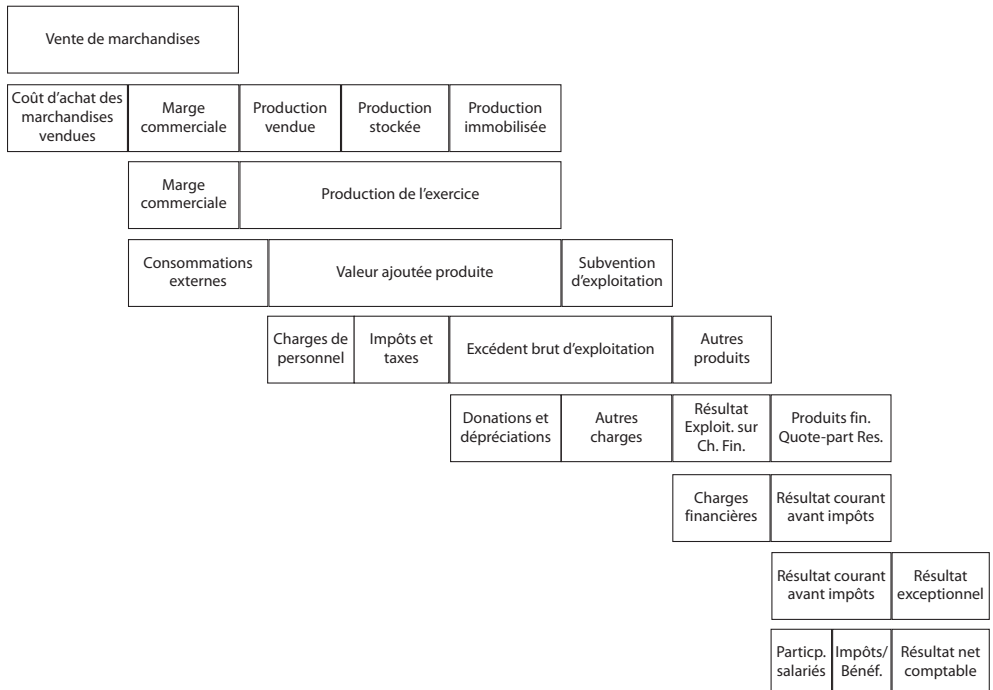 Vente de marchandises
Coût d'achat des
marchandises
vendues
Marge
commerciale
Production
vendue
Production
stockée
Production
immobilisée
Marge
commerciale
Production de l'exercice
Consommations
externes
Valeur ajoutée produite
Subvention
d'exploitation
Charges de
personnel
Impôts et
taxes
Excédent brut d'exploitation
Autres
produits
Donations et
dépréciations
Autres
charges
Résultat
Exploit. sur
Ch. Fin.
Produits fin.
Quote-part Res.
Charges
financières
Résultat courant
avant impôts
Résultat courant
avant impôts
Résultat
exceptionnel
Particp.
salariés
Impôts/
Bénéf.
Résultat net
comptable